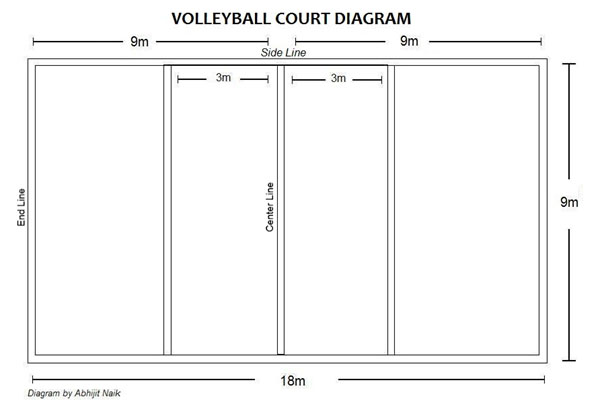 VOLLEYBALL COURT DIAGRAM
9m
9m
Side Line
3m
3m
End Line
Center Line
9m
18m
Diagram by Abhijit Naik